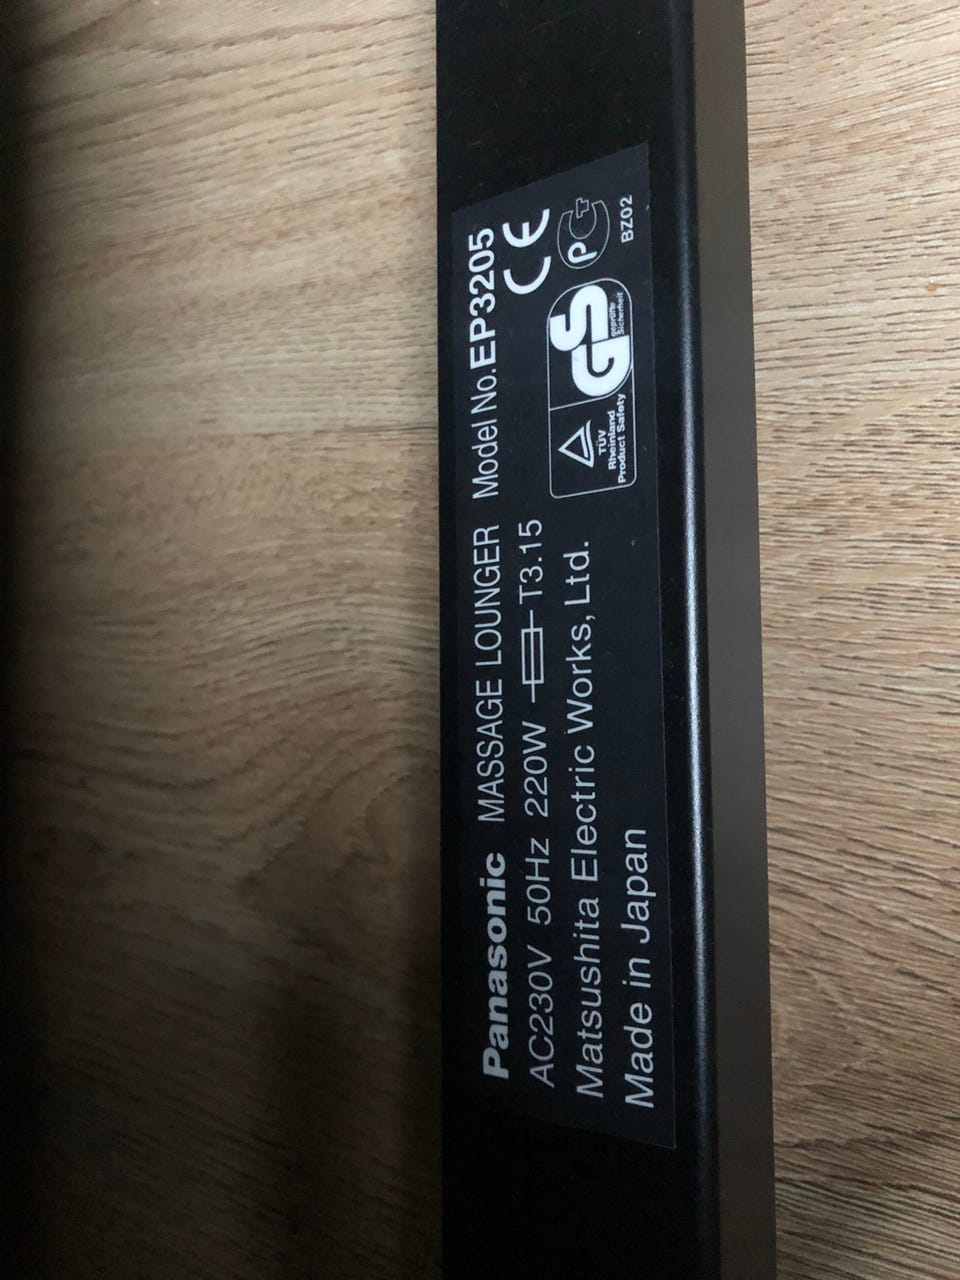 Panasonic MASSAGE LOUNGER Model No. EP3205
AC230V 50Hz 220W T3.15
CE
Matsushita Electric Works, Ltd.
Made in Japan
TÜV
Rheinland
Product Safety
GS
geprüfte
Sicherheit
PC
BZ02